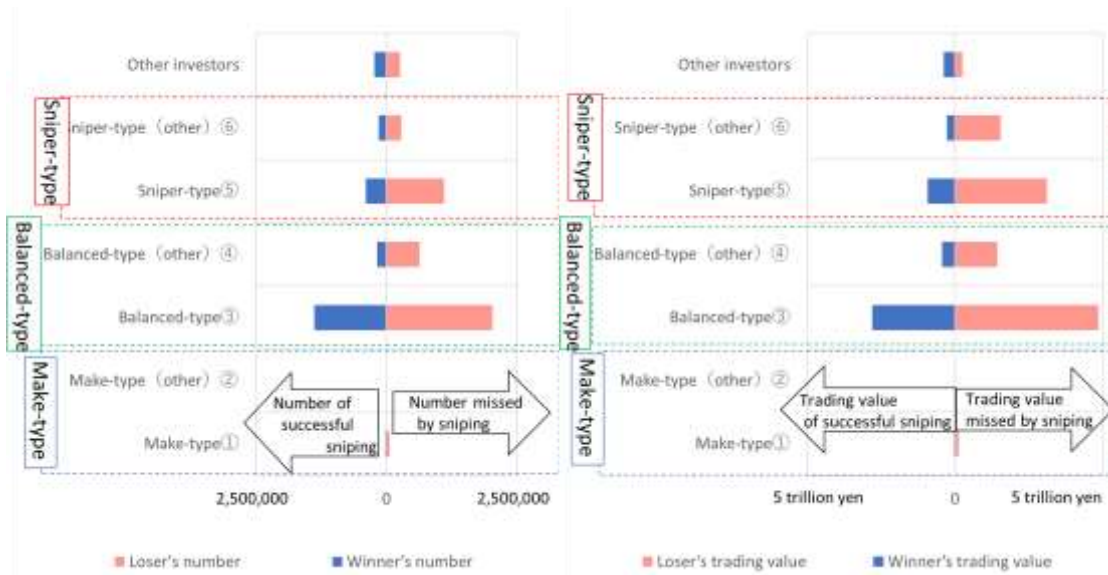 Other investors
Sniper-type
Sniper-type（other）⑥
Sniper-type⑤
Balanced-type
Balanced-type（other）④
Balanced-type③
Make-type
Make-type（other）②
Make-type①
Number of
successful
sniping
Number missed
by sniping
2,500,000
0
2,500,000
Loser's number
Winner's number
Other investors
Sniper-type
Sniper-type（other）⑥
Sniper-type⑤
Balanced-type
Balanced-type（other）④
Balanced-type③
Make-type
Make-type（other）②
Make-type①
Trading value
of successful sniping
Trading value
missed by sniping
5 trillion yen
0
5 trillion yen
Loser's trading value
Winner's trading value